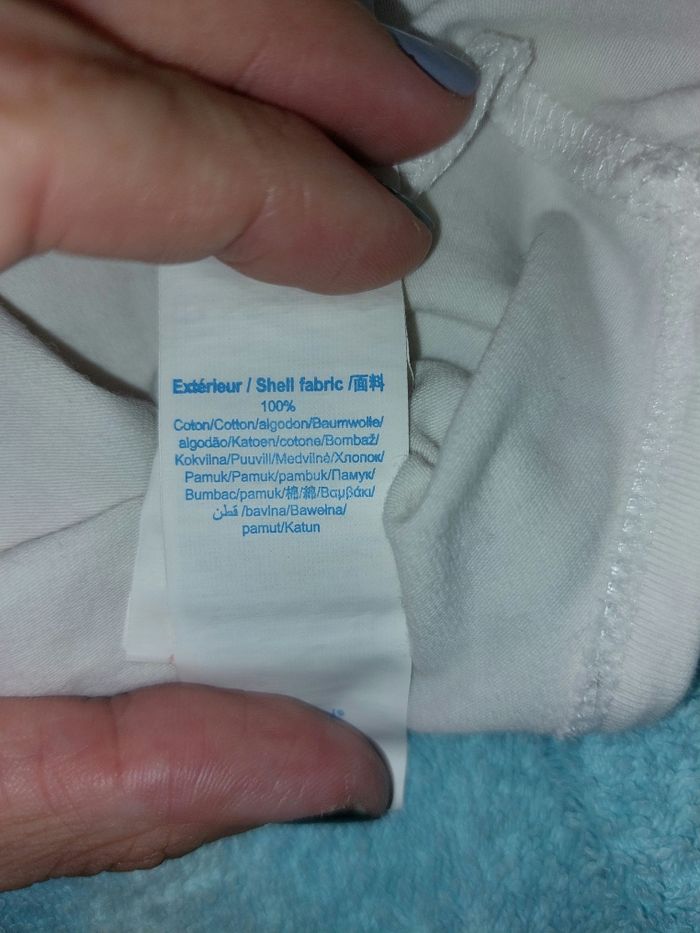 Extérieur / Shell fabric /面料
100%
Coton/Cotton/algodon/Baumwolle/
algodão/Katoen/cotone/Bombaž/
Kokvilna/Puuvill/Medvilnė/Хлопок/
Pamuk/Pamuk/pambuk/Памук/
Bumbac/pamuk/棉/綿/Βαμβάκι/
قطن /bavlna/Bawełna/
pamut/Katun